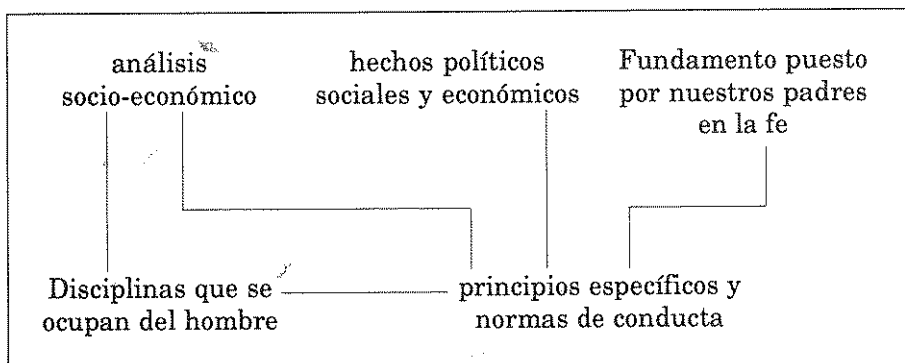 análisis
socio-económico
hechos políticos
sociales y económicos
Fundamento puesto
por nuestros padres
en la fe
Disciplinas que se
ocupan del hombre
principios específicos y
normas de conducta